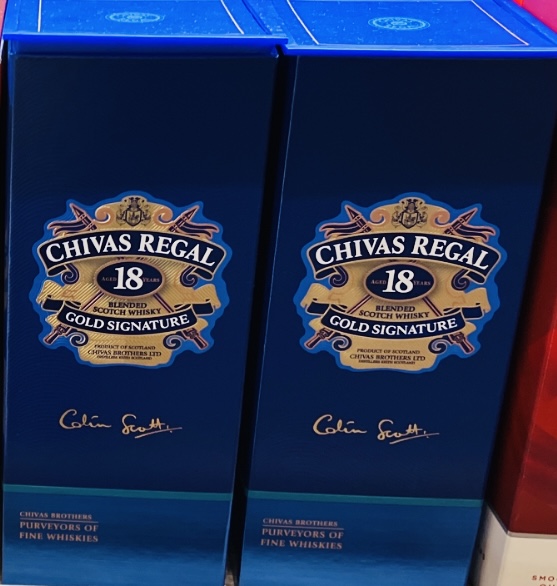 CHIVAS REGAL
AGED 18 YEARS
BLENDED
SCOTCH WHISKY
GOLD SIGNATURE
PRODUCT OF SCOTLAND
CHIVAS BROTHERS LTD
Colin Scott
CHIVAS BROTHERS
PURVEYORS OF
FINE WHISKIES
CHIVAS REGAL
AGED 18 YEARS
BLENDED
SCOTCH WHISKY
GOLD SIGNATURE
PRODUCT OF SCOTLAND
CHIVAS BROTHERS LTD
Colin Scott
CHIVAS BROTHERS
PURVEYORS OF
FINE WHISKIES
SMO